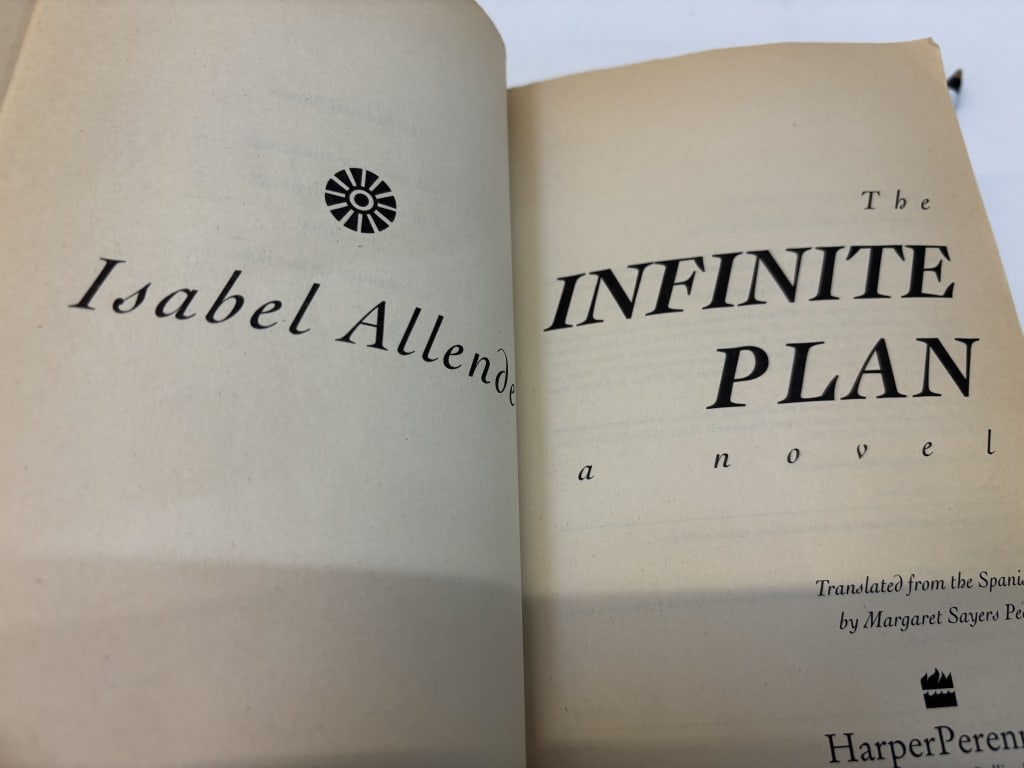 Isabel Allende
The
INFINITE
PLAN
a novel
Translated from the Spanis
by Margaret Sayers Pe
HarperPerenn